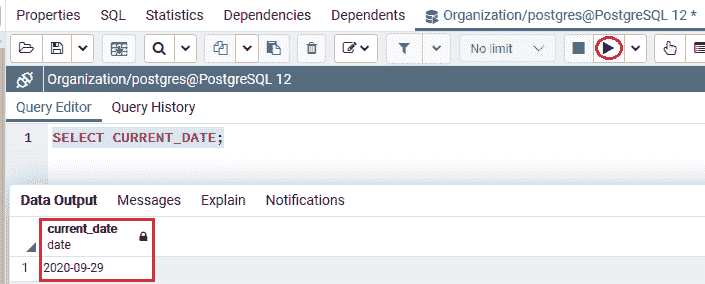 Properties SQL Statistics Dependencies Dependents Organization/postgres@PostgreSQL 12 *
No limit
Organization/postgres@PostgreSQL 12
Query Editor Query History
1 SELECT CURRENT_DATE;
Data Output Messages Explain Notifications
current_date
date
1 2020-09-29